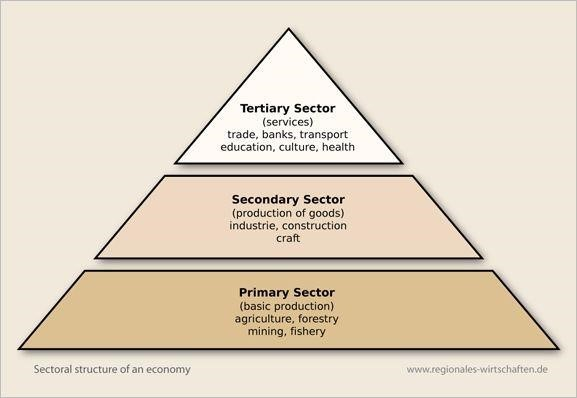 Tertiary Sector
(services)
trade, banks, transport
education, culture, health
Secondary Sector
(production of goods)
industrie, construction
craft
Primary Sector
(basic production)
agriculture, forestry
mining, fishery
Sectoral structure of an economy
www.regionales-wirtschaften.de